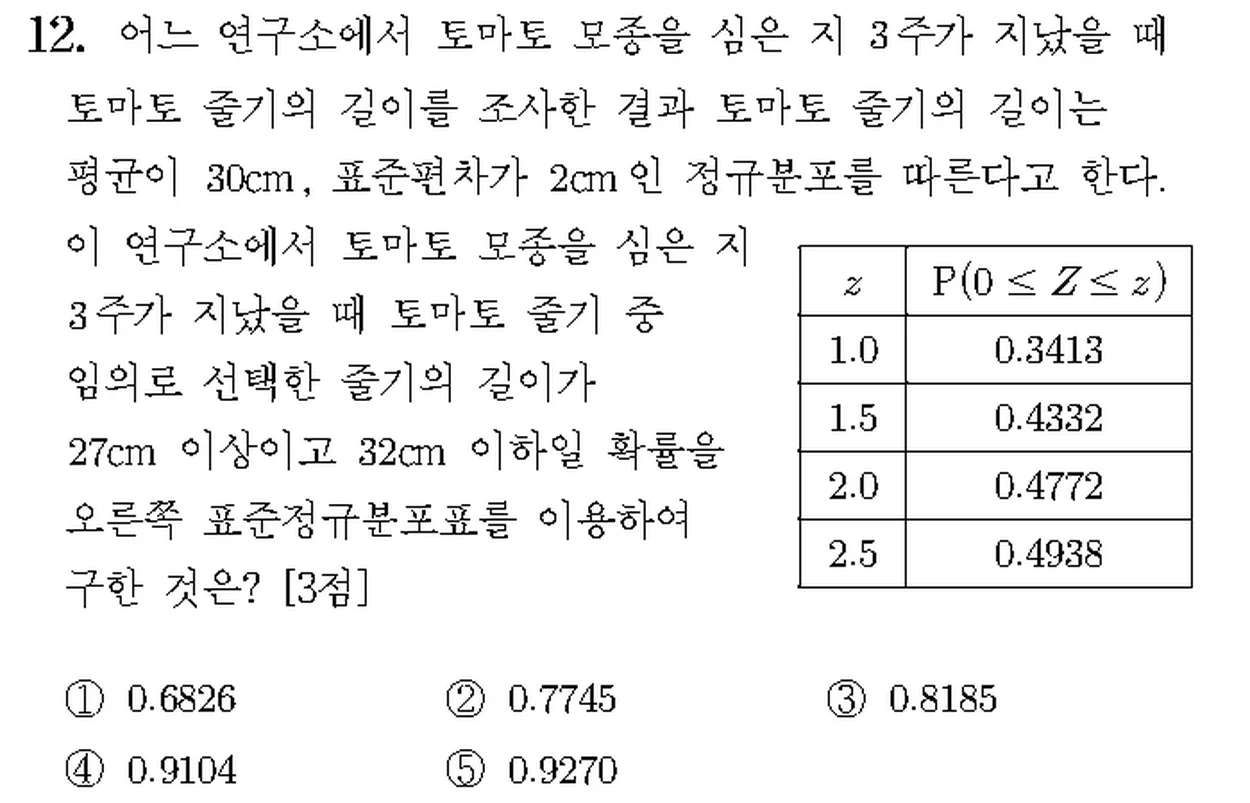 12. 어느 연구소에서 토마토 모종을 심은 지 3주가 지났을 때
토마토 줄기의 길이를 조사한 결과 토마토 줄기의 길이는
평균이 30cm, 표준편차가 2cm인 정규분포를 따른다고 한다.
이 연구소에서 토마토 모종을 심은 지
3주가 지났을 때 토마토 줄기 중
임의로 선택한 줄기의 길이가
27cm 이상이고 32cm 이하일 확률을
오른쪽 표준정규분포표를 이용하여
구한 것은? [3점]
z P(0 ≤ Z ≤ z)
1.0 0.3413
1.5 0.4332
2.0 0.4772
2.5 0.4938
① 0.6826 ② 0.7745 ③ 0.8185
④ 0.9104 ⑤ 0.9270